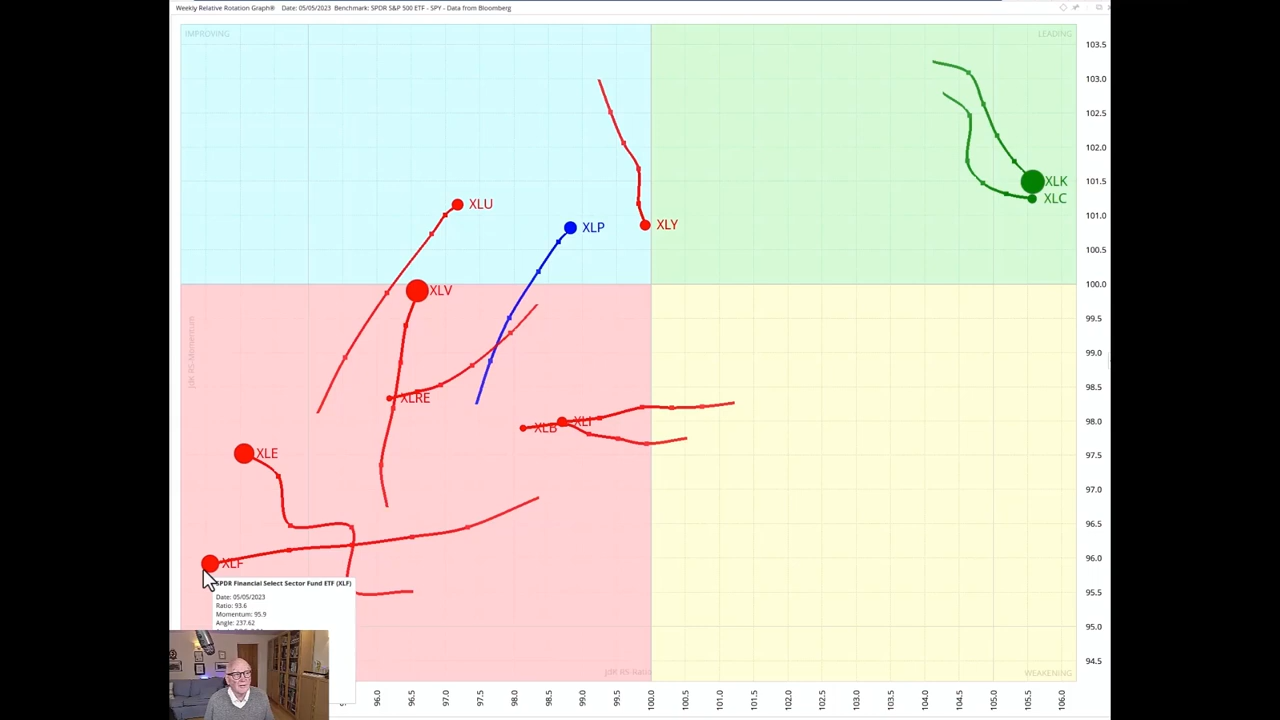 Weekly Relative Rotation Graph® Date: 05/05/2023 Benchmark: SPDR S&P 500 ETF - SPY - Data from Bloomberg
IMPROVING
LEADING
103.5
103.0
102.5
102.0
101.5
101.0
100.5
100.0
99.5
99.0
98.5
98.0
97.5
97.0
96.5
96.0
95.5
95.0
94.5
XLK
XLC
XLU
XLP
XLY
XLV
JdK RS-Momentum
XLRE
XLB
XLI
XLE
XLF
SPDR Financial Select Sector Fund ETF (XLF)
Date: 05/05/2023
Ratio: 93.6
Momentum: 95.9
Angle: 237.62
JdK RS-Ratio
WEAKENING
96.0 96.5 97.0 97.5 98.0 98.5 99.0 99.5 100.0 100.5 101.0 101.5 102.0 102.5 103.0 103.5 104.0 104.5 105.0 105.5 106.0